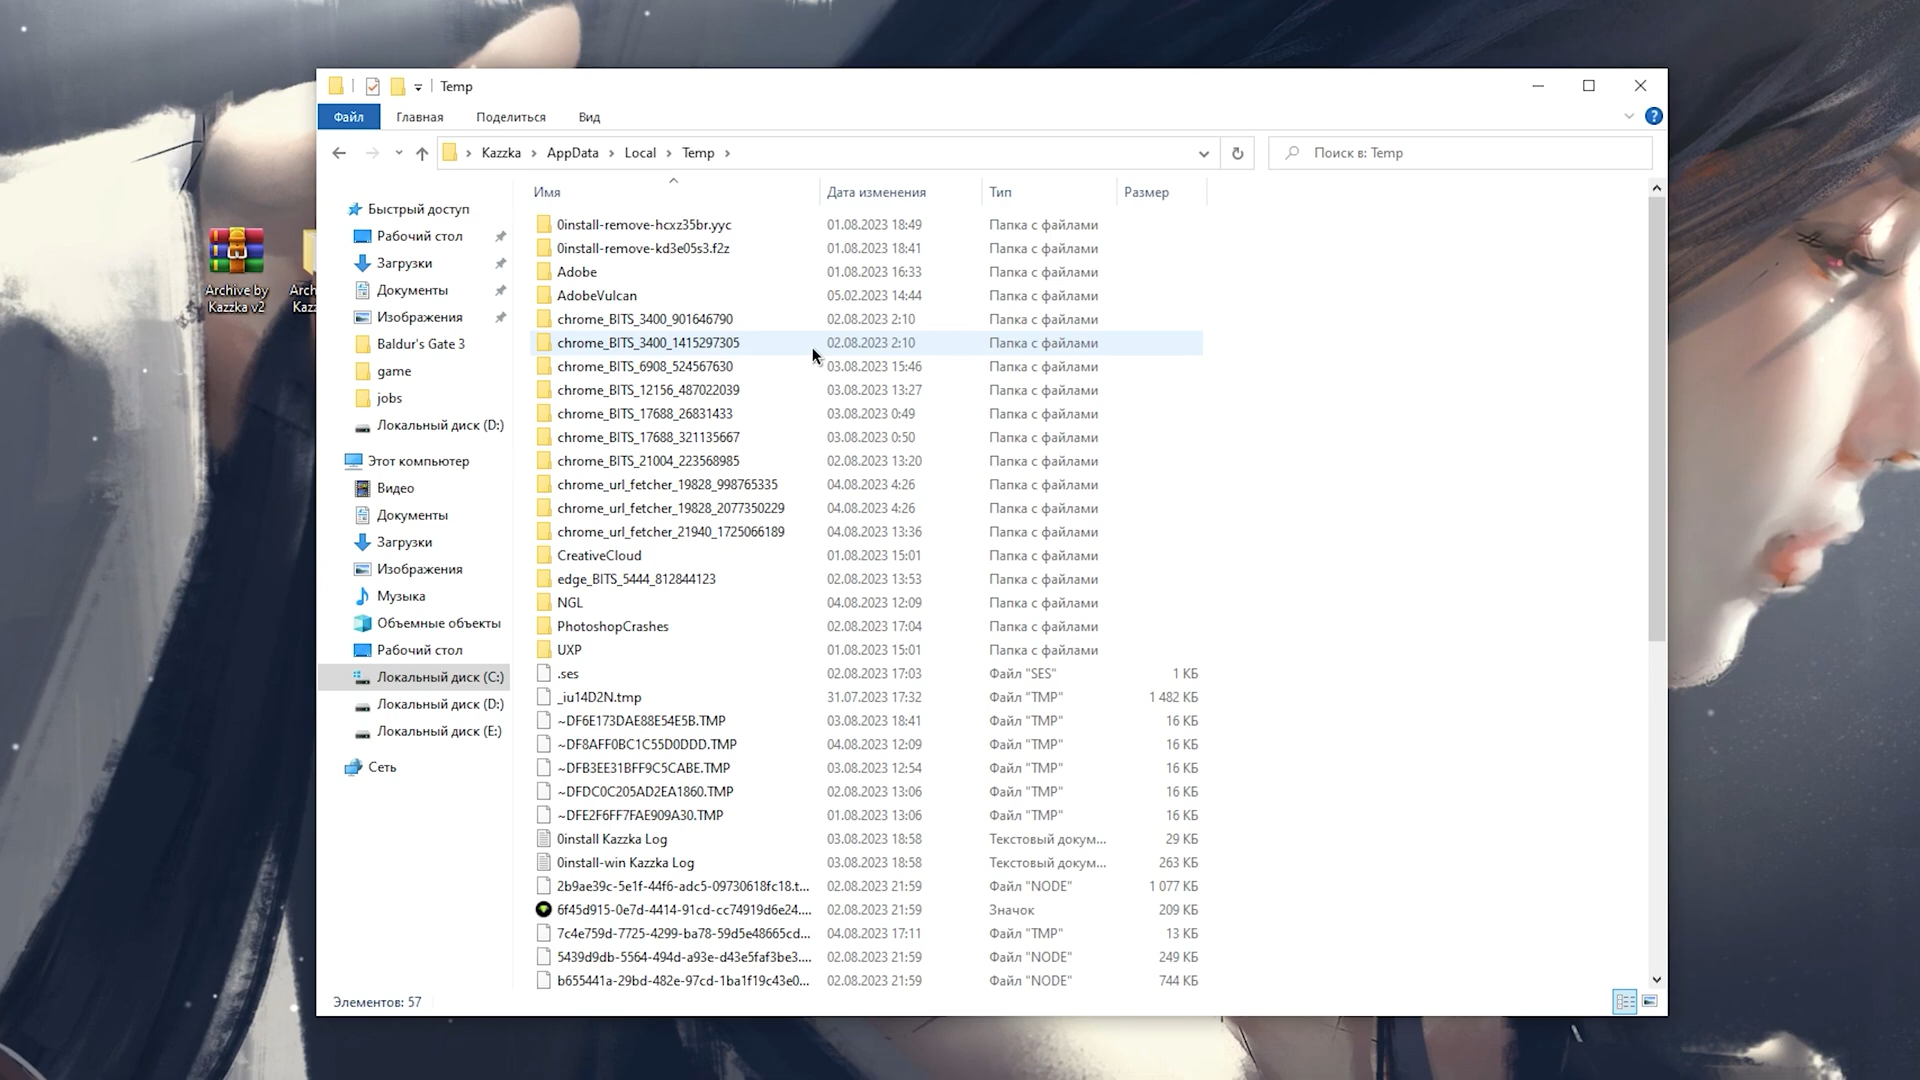 Temp
Файл Главная Поделиться Вид
Kazzka AppData Local Temp
Поиск в: Temp
Имя Дата изменения Тип Размер
Быстрый доступ
Рабочий стол
Загрузки
Документы
Изображения
Baldur's Gate 3
game
jobs
Локальный диск (D:)
Этот компьютер
Видео
Документы
Загрузки
Изображения
Музыка
Объемные объекты
Рабочий стол
Локальный диск (C:)
Локальный диск (D:)
Локальный диск (E:)
Сеть
0install-remove-hcxz35br.yyc 01.08.2023 18:49 Папка с файлами
0install-remove-kd3e05s3.f2z 01.08.2023 18:41 Папка с файлами
Adobe 01.08.2023 16:33 Папка с файлами
AdobeVulcan 05.02.2023 14:44 Папка с файлами
chrome_BITS_3400_901646790 02.08.2023 2:10 Папка с файлами
chrome_BITS_3400_1415297305 02.08.2023 2:10 Папка с файлами
chrome_BITS_6908_524567630 03.08.2023 15:46 Папка с файлами
chrome_BITS_12156_487022039 03.08.2023 13:27 Папка с файлами
chrome_BITS_17688_26831433 03.08.2023 0:49 Папка с файлами
chrome_BITS_17688_321135667 03.08.2023 0:50 Папка с файлами
chrome_BITS_21004_223568985 02.08.2023 13:20 Папка с файлами
chrome_url_fetcher_19828_998765335 04.08.2023 4:26 Папка с файлами
chrome_url_fetcher_19828_2077350229 04.08.2023 4:26 Папка с файлами
chrome_url_fetcher_21940_1725066189 04.08.2023 13:36 Папка с файлами
CreativeCloud 01.08.2023 15:01 Папка с файлами
edge_BITS_5444_812844123 02.08.2023 13:53 Папка с файлами
NGL 04.08.2023 12:09 Папка с файлами
PhotoshopCrashes 02.08.2023 17:04 Папка с файлами
UXP 01.08.2023 15:01 Папка с файлами
.ses 02.08.2023 17:03 Файл "SES" 1 КБ
_iu14D2N.tmp 31.07.2023 17:32 Файл "TMP" 1 482 КБ
~DF6E173DAE88E54E5B.TMP 03.08.2023 18:41 Файл "TMP" 16 КБ
~DF8AFF0BC1C55D0DDD.TMP 04.08.2023 12:09 Файл "TMP" 16 КБ
~DFB3EE31BFF9C5CABE.TMP 03.08.2023 12:54 Файл "TMP" 16 КБ
~DFDC0C205AD2EA1860.TMP 02.08.2023 13:06 Файл "TMP" 16 КБ
~DFE2F6FF7FAE909A30.TMP 01.08.2023 13:06 Файл "TMP" 16 КБ
0install Kazzka Log 03.08.2023 18:58 Текстовый докум... 29 КБ
0install-win Kazzka Log 03.08.2023 18:58 Текстовый докум... 263 КБ
2b9ae39c-5e1f-44f6-adc5-09730618fc18.t... 02.08.2023 21:59 Файл "NODE" 1 077 КБ
6f45d915-0e7d-4414-91cd-cc74919d6e24.... 02.08.2023 21:59 Значок 209 КБ
7c4e759d-7725-4299-ba78-59d5e48665cd... 04.08.2023 17:11 Файл "TMP" 13 КБ
5439d9db-5564-494d-a93e-d43e5faf3be3.... 02.08.2023 21:59 Файл "NODE" 249 КБ
b655441a-29bd-482e-97cd-1ba1f19c43e0... 02.08.2023 21:59 Файл "NODE" 744 КБ
Элементов: 57
Archive by
Kazzka v2
Arch
Kazz